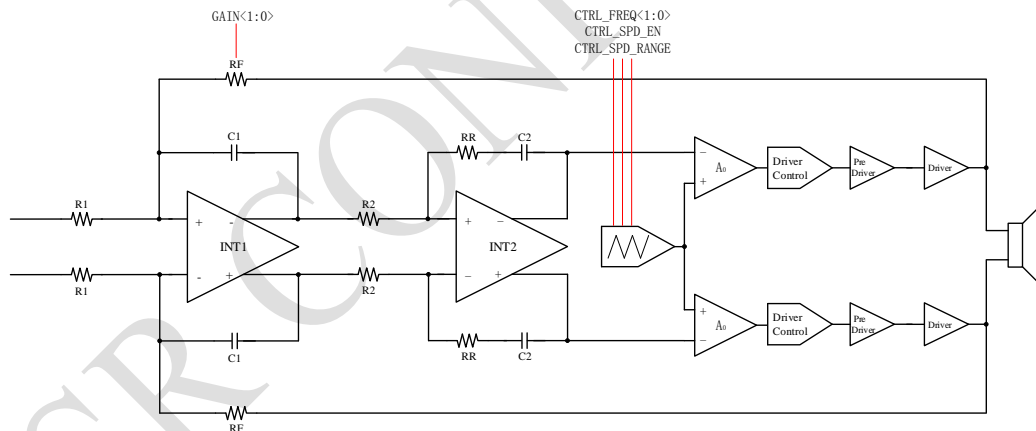 GAIN<1:0>
CTRL_FREQ<1:0>
CTRL_SPD_EN
CTRL_SPD_RANGE
RF
C1
RR
C2
R1
R2
+
-
INT1
-
+
+
−
INT2
−
+
−
+
A0
Driver
Control
Pre
Driver
Driver
R1
R2
+
−
A0
Driver
Control
Pre
Driver
Driver
C1
RR
C2
RF